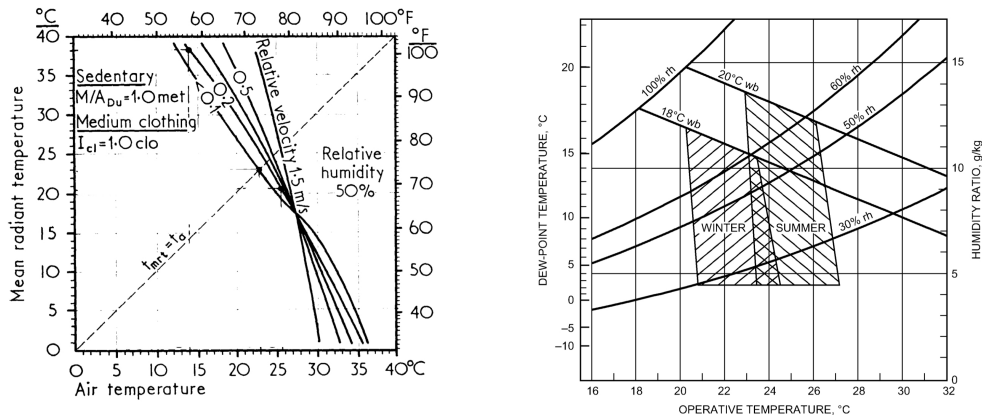 °C 40 50 60 70 80 90 100°F
°F
40
100
35
90
30
80
25
20
70
15
60
10
50
5
40
0
0 5 10 15 20 25 30 35 40°C
Air temperature
Mean radiant temperature
Sedentary
M/ADu=1·0 met
Medium clothing
Icl=1·0 clo
<0·1
0·2
0·5
Relative velocity 1·5 m/s
Relative
humidity
50%
tmrt = ta
DEW-POINT TEMPERATURE, °C
20
15
10
5
0
–5
–10
100% rh
20°C wb
18°C wb
60% rh
50% rh
30% rh
WINTER
SUMMER
15
10
5
0
HUMIDITY RATIO, g/kg
16 18 20 22 24 26 28 30 32
OPERATIVE TEMPERATURE, °C